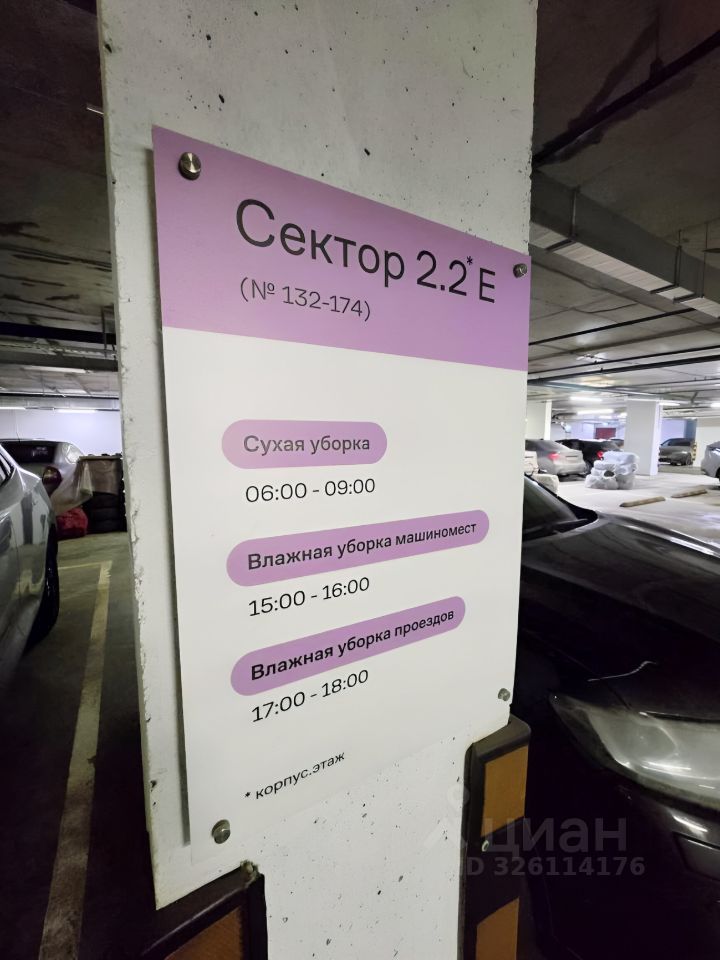 Сектор 2.2* Е
(№ 132-174)
Сухая уборка
06:00 - 09:00
Влажная уборка машиномест
15:00 - 16:00
Влажная уборка проездов
17:00 - 18:00
* корпус.этаж
циан
ID 326114176